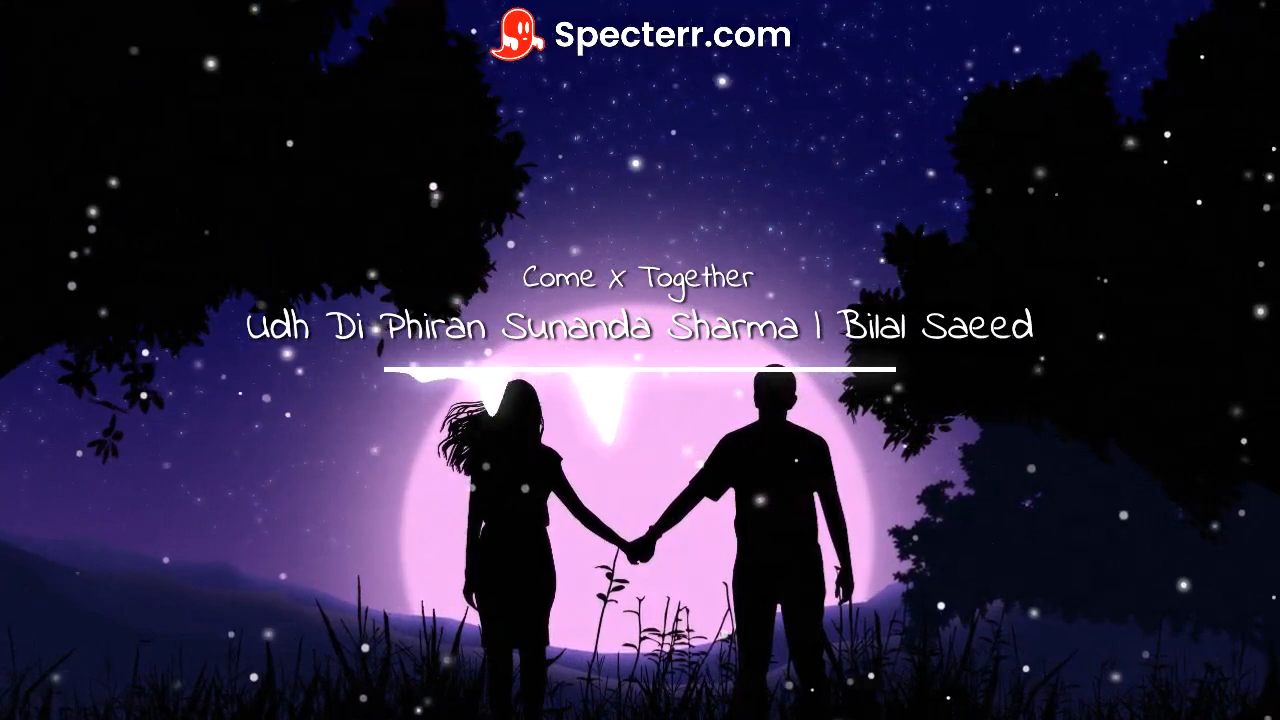 Specterr.com
Come x Together
Udh Di Phiran Sunanda Sharma | Bilal Saeed